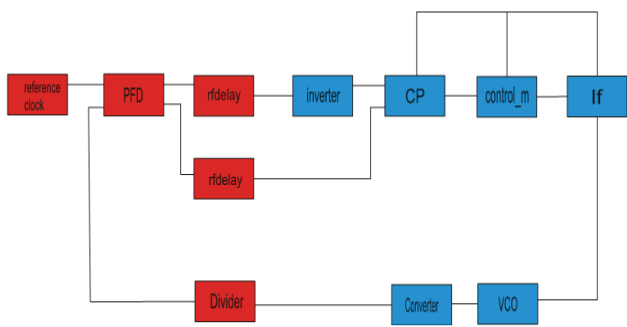 reference
clock
PFD
rfdelay
inverter
CP
control_m
lf
rfdelay
Divider
Converter
VCO